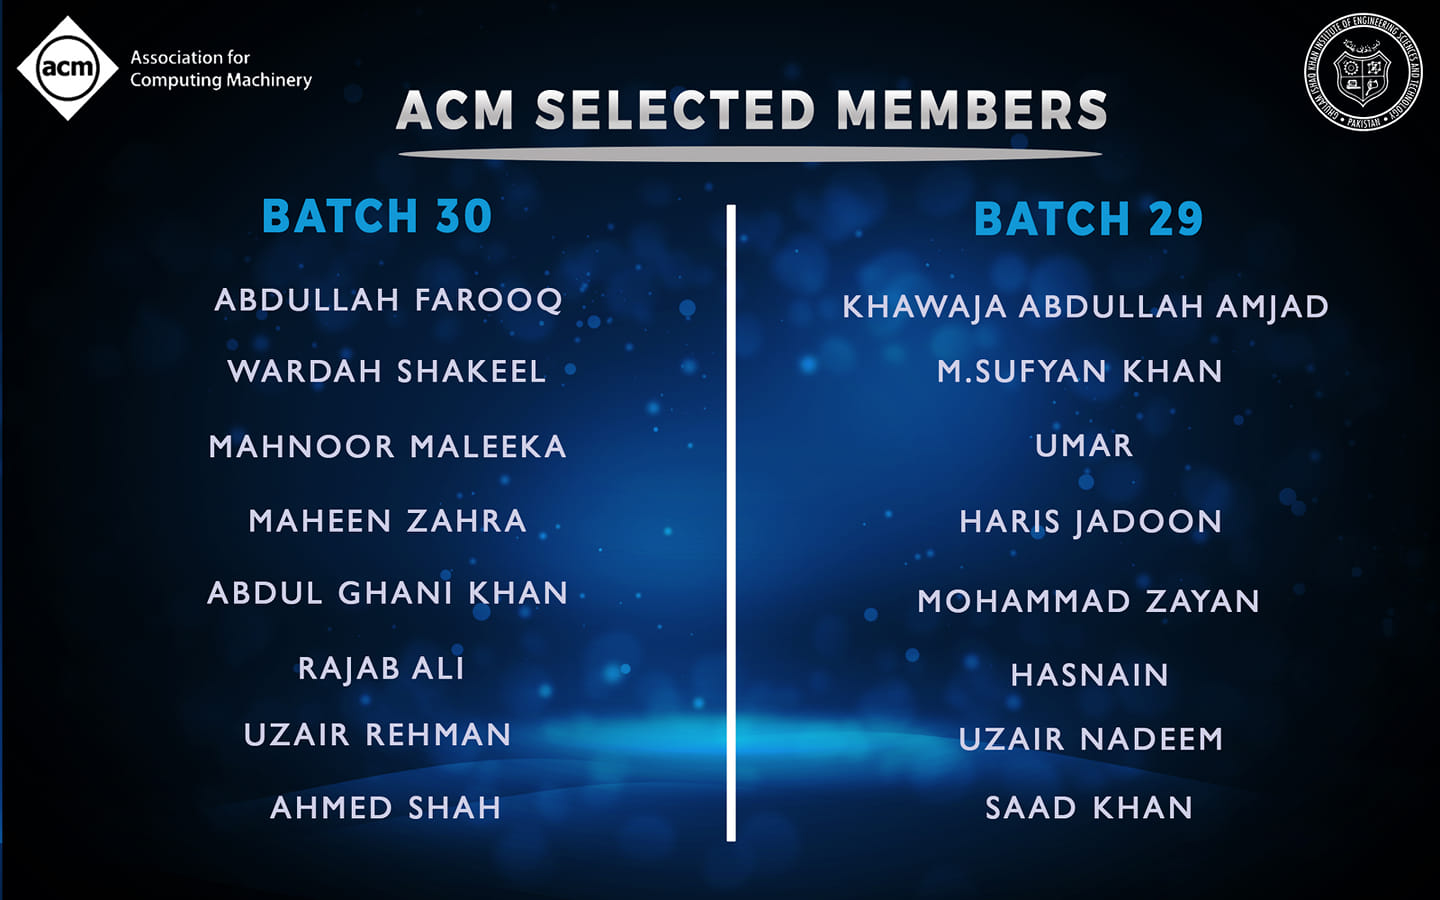 acm
Association for
Computing Machinery
GHULAM ISHAQ KHAN INSTITUTE OF ENGINEERING SCIENCES AND TECHNOLOGY
• PAKISTAN •
ACM SELECTED MEMBERS
BATCH 30
ABDULLAH FAROOQ
WARDAH SHAKEEL
MAHNOOR MALEEKA
MAHEEN ZAHRA
ABDUL GHANI KHAN
RAJAB ALI
UZAIR REHMAN
AHMED SHAH
BATCH 29
KHAWAJA ABDULLAH AMJAD
M.SUFYAN KHAN
UMAR
HARIS JADOON
MOHAMMAD ZAYAN
HASNAIN
UZAIR NADEEM
SAAD KHAN